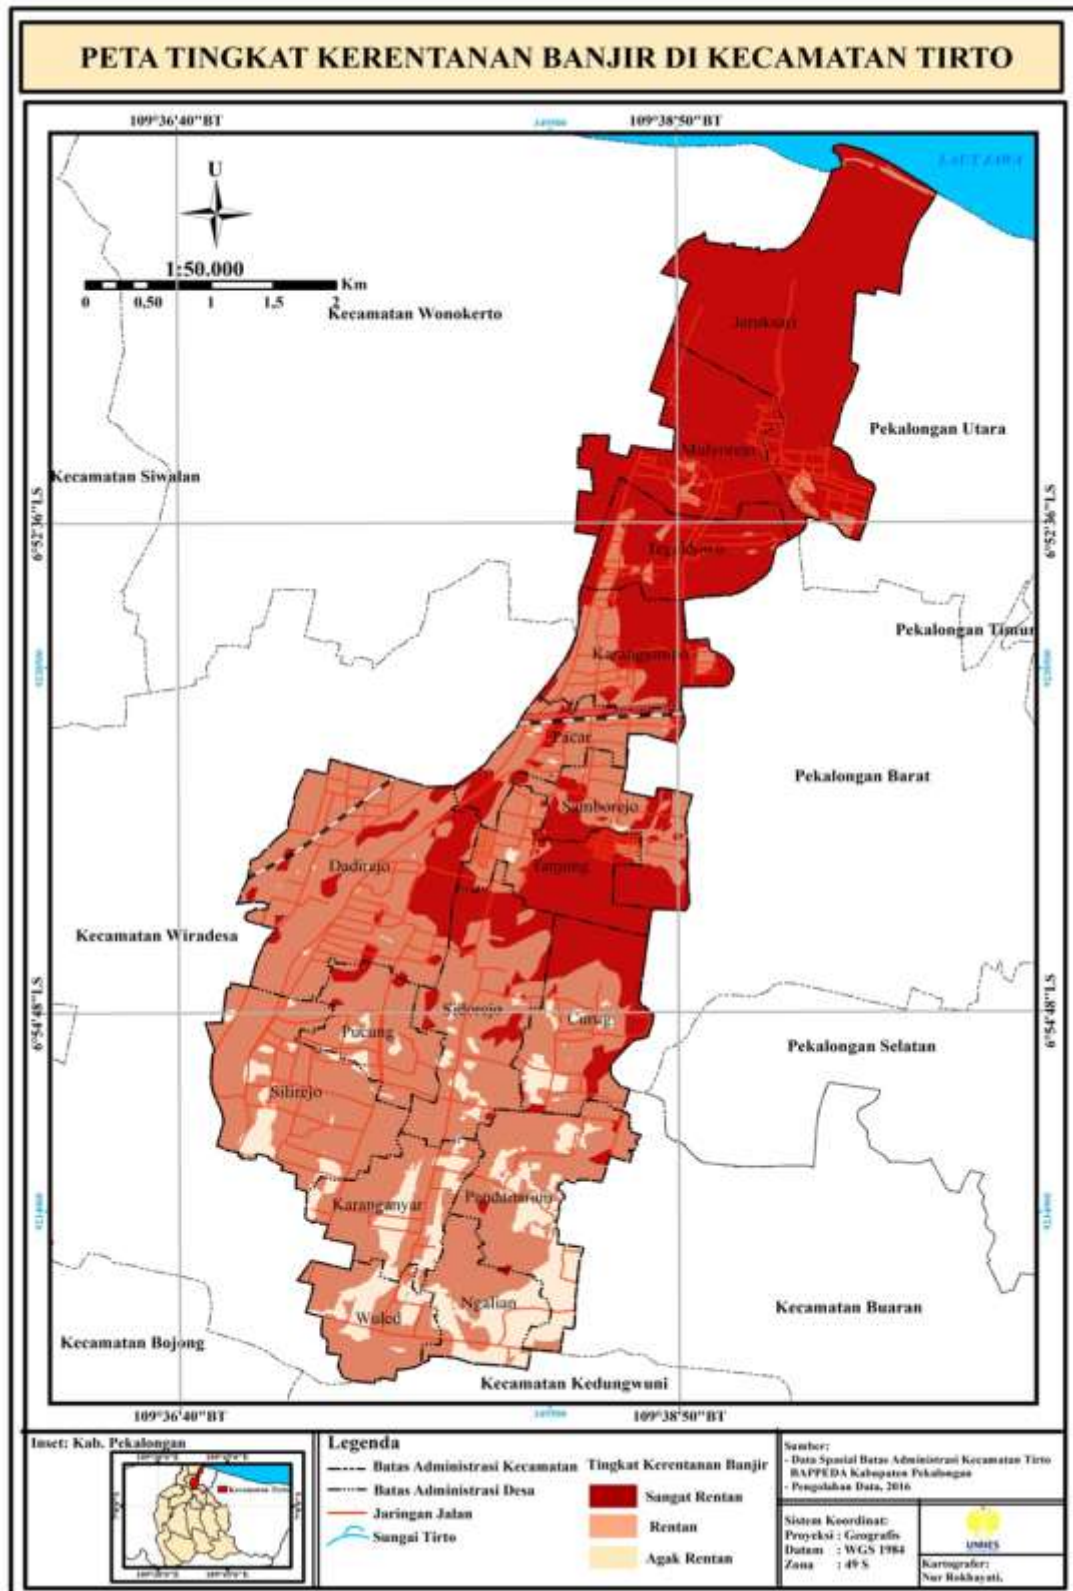 PETA TINGKAT KERENTANAN BANJIR DI KECAMATAN TIRTO
109°36'40"BT
109°38'50"BT
LAUT JAWA
U
1:50.000
Km
0 0,50 1 1,5 2
Kecamatan Wonokerto
Jeruksari
Pekalongan Utara
Mulyorejo
Kecamatan Siwalan
6°52'36"LS
6°52'36"LS
Tegaldowo
Pekalongan Timur
Karangjompo
Pacar
Pekalongan Barat
Samborejo
Dadirejo
Tanjung
Kecamatan Wiradesa
6°54'48"LS
6°54'48"LS
Sidorejo
Curug
Pucung
Pekalongan Selatan
Silirejo
Karanganyar
Pandanarum
Ngalian
Wuled
Kecamatan Buaran
Kecamatan Bojong
Kecamatan Kedungwuni
109°36'40"BT
109°38'50"BT
Inset: Kab. Pekalongan
Kecamatan Tirto
Legenda
Batas Administrasi Kecamatan
Batas Administrasi Desa
Jaringan Jalan
Sungai Tirto
Tingkat Kerentanan Banjir
Sangat Rentan
Rentan
Agak Rentan
Sumber:
- Data Spasial Batas Administrasi Kecamatan Tirto
BAPPEDA Kabupaten Pekalongan
- Pengolahan Data, 2016
Sistem Koordinat:
Proyeksi : Geografis
Datum : WGS 1984
Zona : 49 S
UNNES
Kartografer:
Nur Rokhayati.